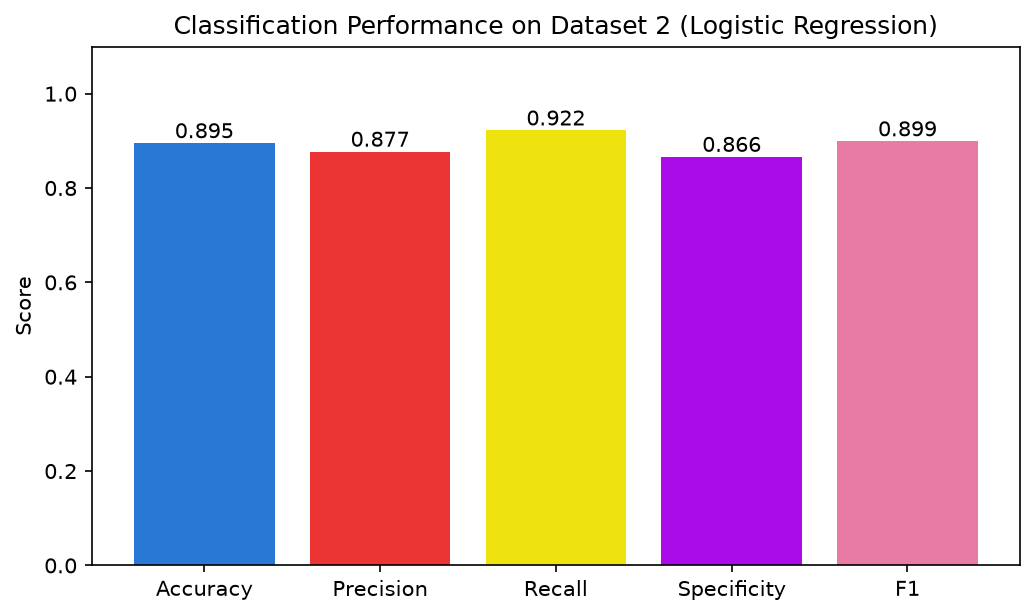 Classification Performance on Dataset 2 (Logistic Regression)
Score
1.0
0.8
0.6
0.4
0.2
0.0
0.895
0.877
0.922
0.866
0.899
Accuracy
Precision
Recall
Specificity
F1